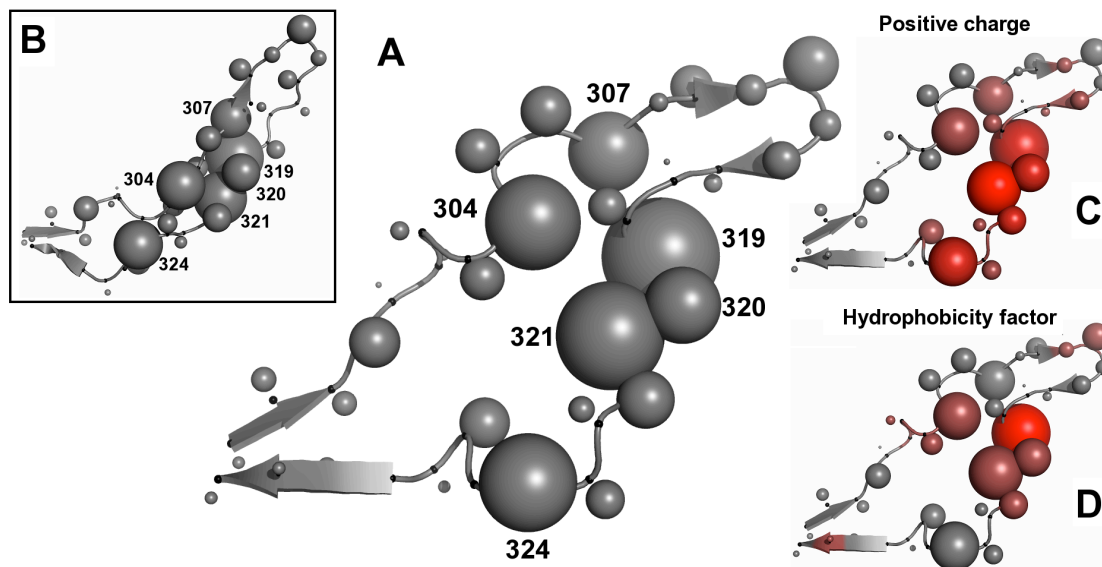 B
307
319
304
320
321
324
A
307
304
319
320
321
324
Positive charge
C
Hydrophobicity factor
D